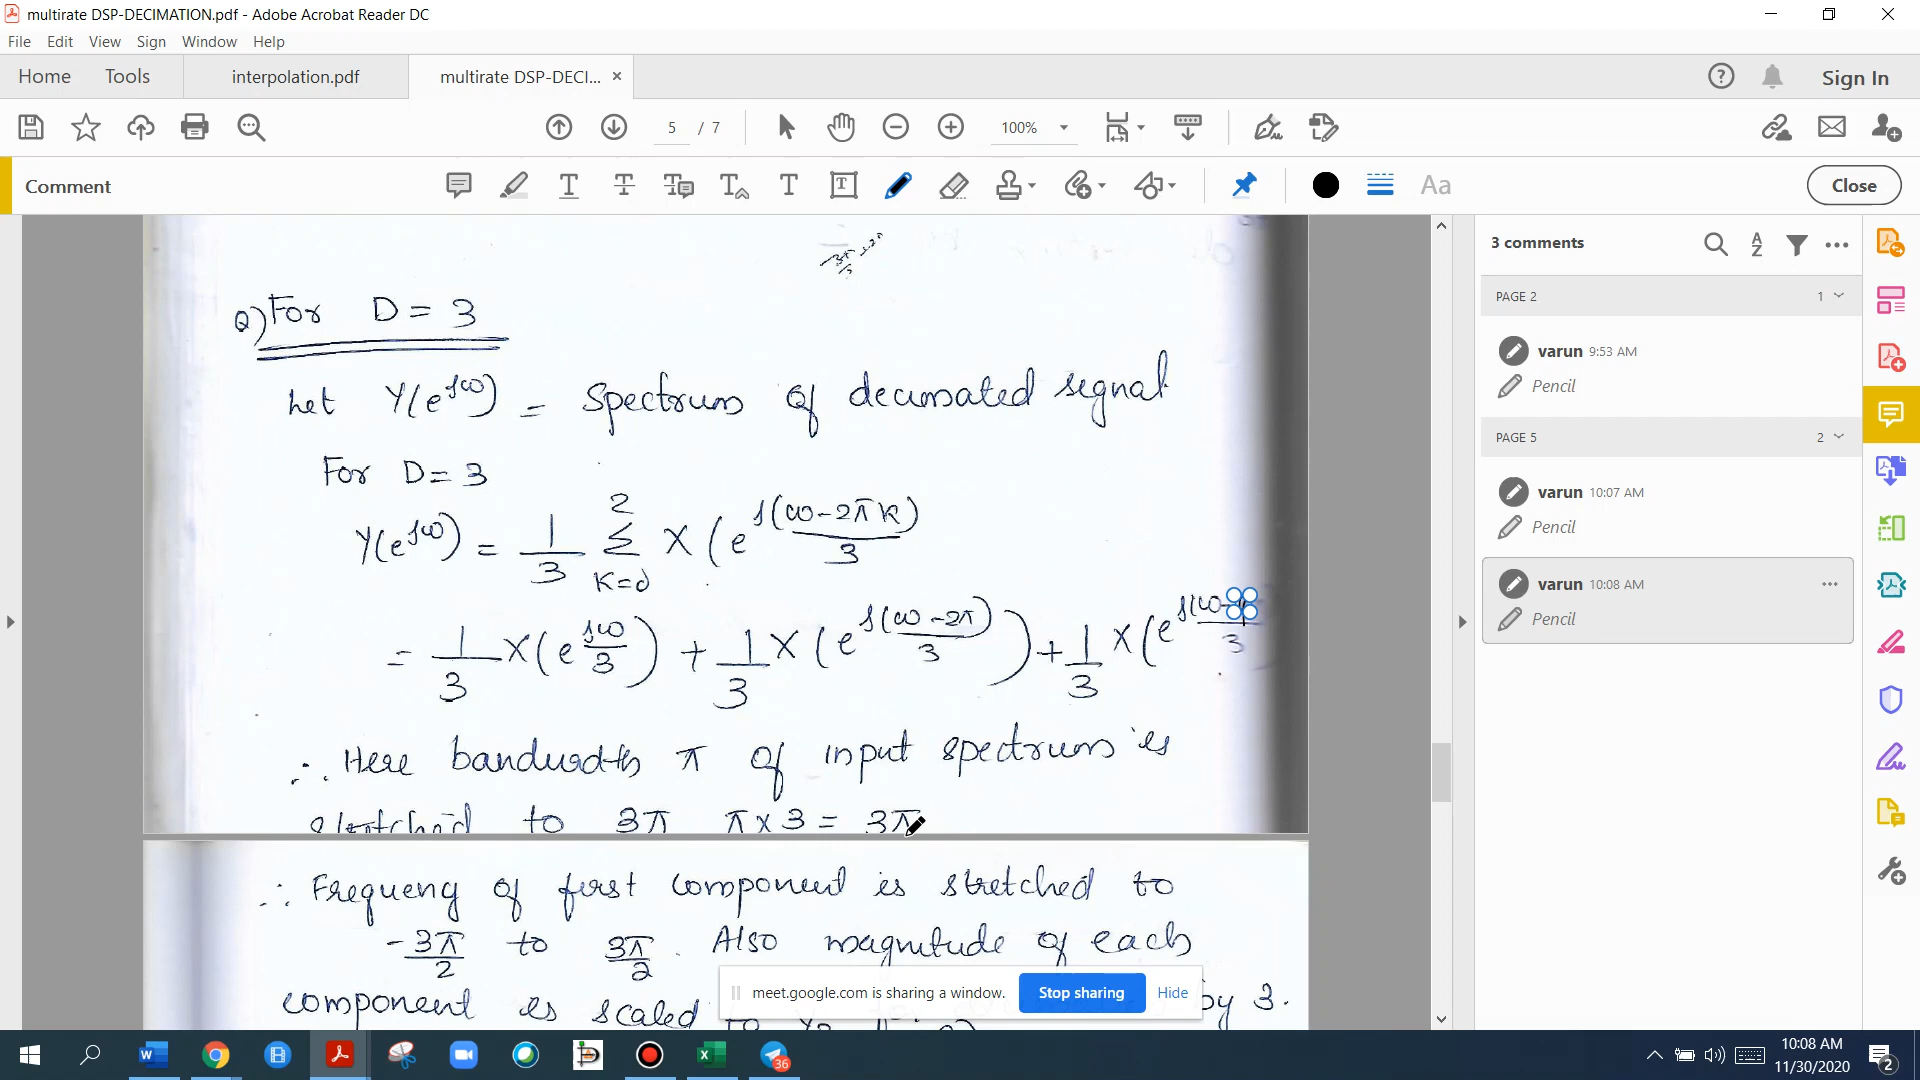 multirate DSP-DECIMATION.pdf - Adobe Acrobat Reader DC
File Edit View Sign Window Help
Home Tools interpolation.pdf multirate DSP-DECI... × Sign In
5 / 7 100%
Comment Aa Close
3 comments
PAGE 2 1
varun 9:53 AM
Pencil
PAGE 5 2
varun 10:07 AM
Pencil
varun 10:08 AM
Pencil
Q) For D = 3
Let Y(e^jω) = Spectrum of decimated signal
For D = 3
Y(e^jω) = 1/3 Σ_{K=0}^{2} X(e^j(ω-2πk)/3
= 1/3 X(e^jω/3) + 1/3 X(e^j(ω-2π)/3) + 1/3 X(e^j(ω-
3
∴ Here bandwidth π of input spectrum is
stretched to 3π π×3 = 3π
∴ Frequency of first component is stretched to
-3π/2 to 3π/2. Also magnitude of each
component is scaled to by 3.
meet.google.com is sharing a window. Stop sharing Hide
36
10:08 AM
11/30/2020
2